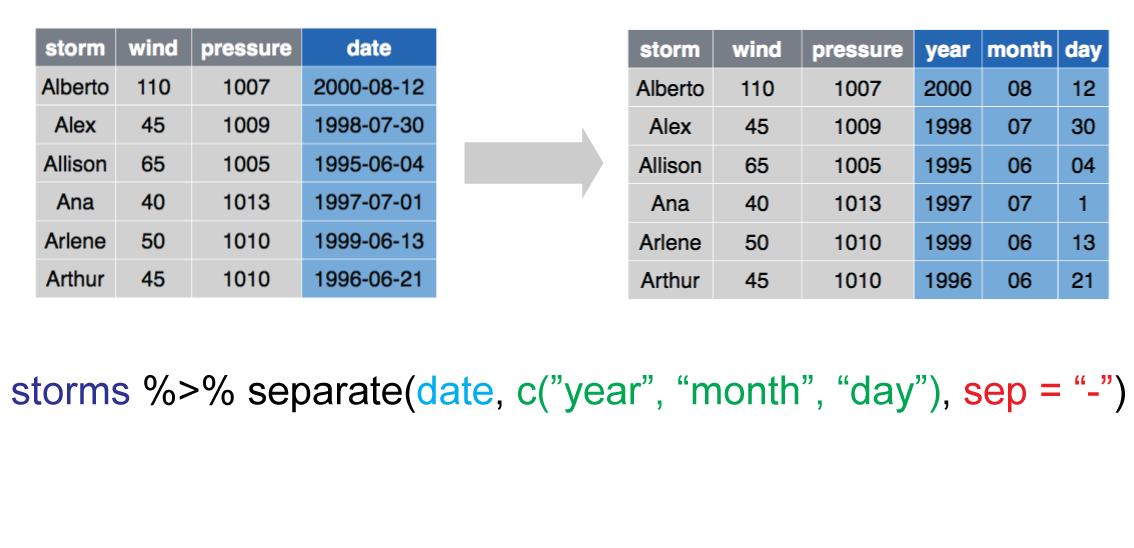 storm wind pressure date
Alberto 110 1007 2000-08-12
Alex 45 1009 1998-07-30
Allison 65 1005 1995-06-04
Ana 40 1013 1997-07-01
Arlene 50 1010 1999-06-13
Arthur 45 1010 1996-06-21
storm wind pressure year month day
Alberto 110 1007 2000 08 12
Alex 45 1009 1998 07 30
Allison 65 1005 1995 06 04
Ana 40 1013 1997 07 1
Arlene 50 1010 1999 06 13
Arthur 45 1010 1996 06 21
storms %>% separate(date, c(”year”, “month”, “day”), sep = “-”)